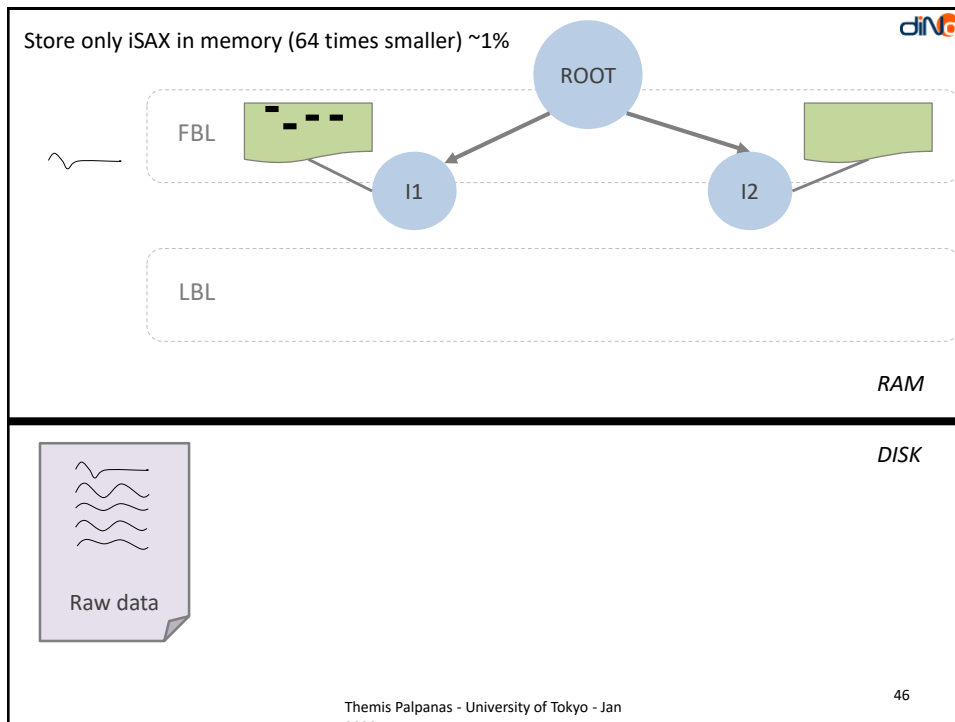 Store only iSAX in memory (64 times smaller) ~1%
diNo
ROOT
FBL
I1
I2
LBL
RAM
DISK
Raw data
Themis Palpanas - University of Tokyo - Jan
46